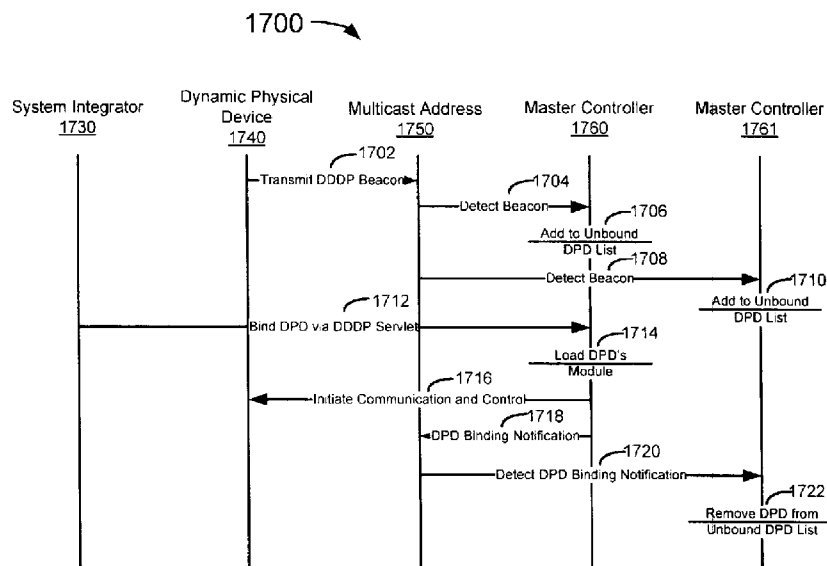 1700
System Integrator
1730
Dynamic Physical
Device
1740
Multicast Address
1750
Master Controller
1760
Master Controller
1761
1702
Transmit DDDP Beacon
1704
Detect Beacon
1706
Add to Unbound
DPD List
1708
Detect Beacon
1710
Add to Unbound
DPD List
1712
Bind DPD via DDDP Servlet
1714
Load DPD's
Module
1716
Initiate Communication and Control
1718
DPD Binding Notification
1720
Detect DPD Binding Notification
1722
Remove DPD from
Unbound DPD List